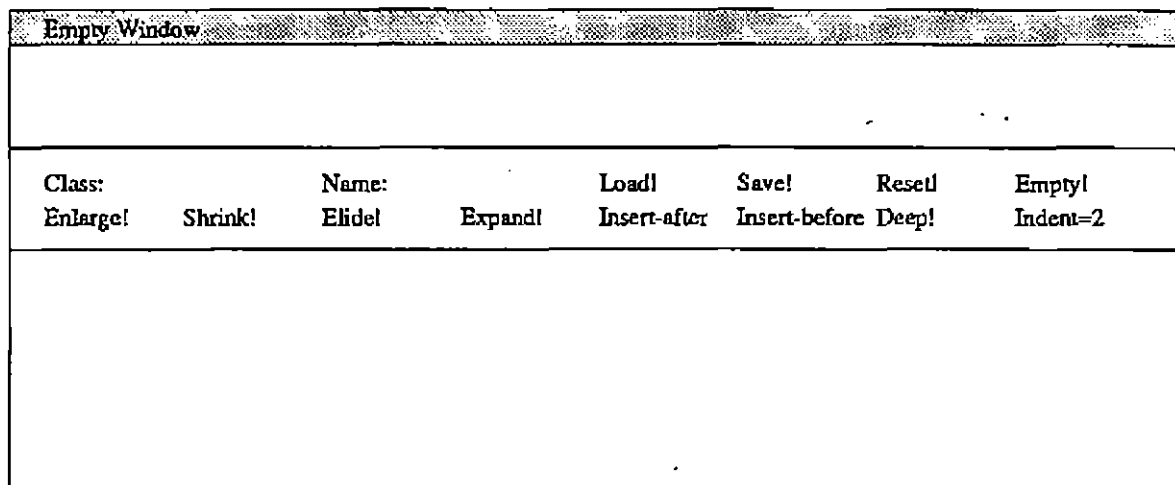 Empty Window
Class: Name: Load! Save! Reset! Empty!
Enlarge! Shrink! Elide! Expand! Insert-after Insert-before Deep! Indent=2